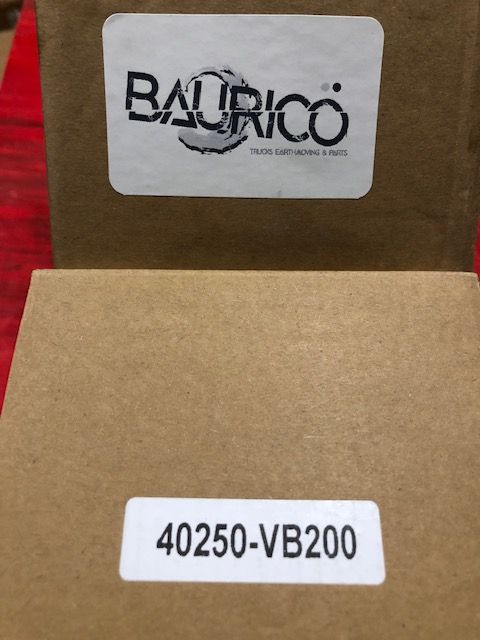 BAURICÖ
TRUCKS EARTHMOVING & PARTS
40250-VB200